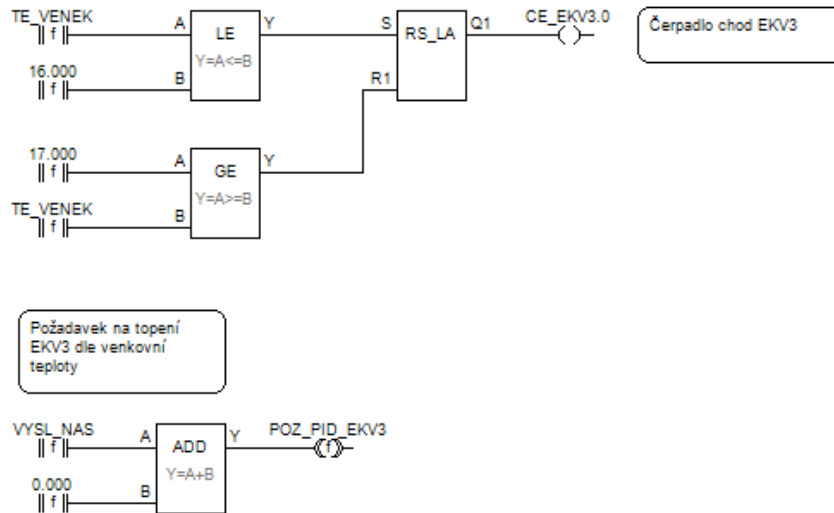 TE_VENEK
f
A
LE
Y
Y=A<=B
16.000
f
B
S
RS_LA
Q1
R1
CE_EKV3.0
Čerpadlo chod EKV3
17.000
f
A
GE
Y
Y=A>=B
TE_VENEK
f
B
Požadavek na topení
EKV3 dle venkovní
teploty
VYSL_NAS
f
A
ADD
Y
Y=A+B
POZ_PID_EKV3
f
0.000
f
B